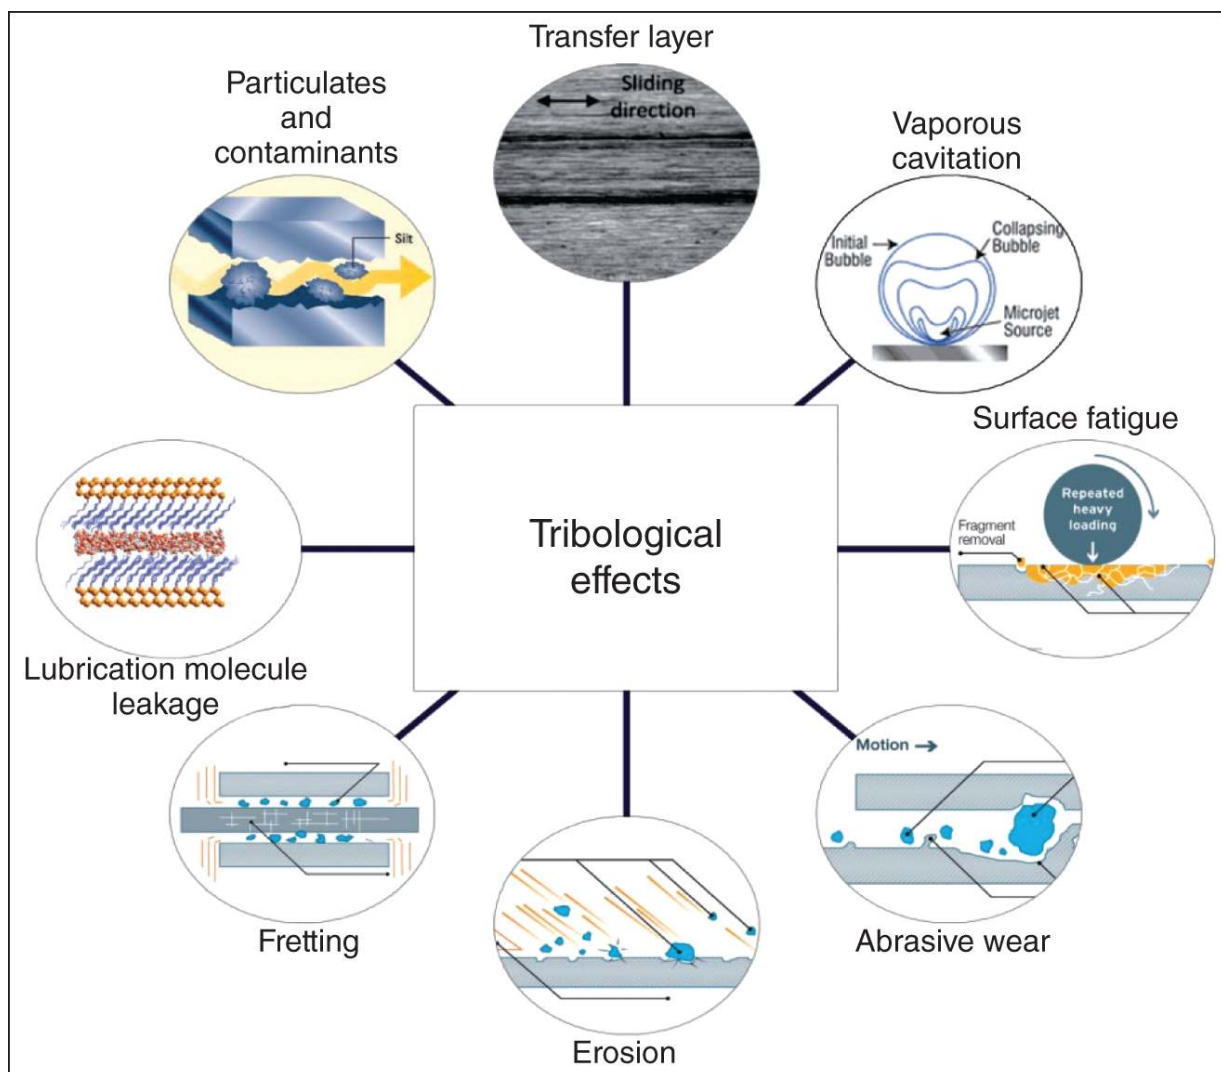 Transfer layer
Sliding
direction
Particulates
and
contaminants
Silt
Vaporous
cavitation
Initial
Bubble
Collapsing
Bubble
Microjet
Source
Surface fatigue
Repeated
heavy
loading
Fragment
removal
Tribological
effects
Lubrication molecule
leakage
Motion
Fretting
Abrasive wear
Erosion